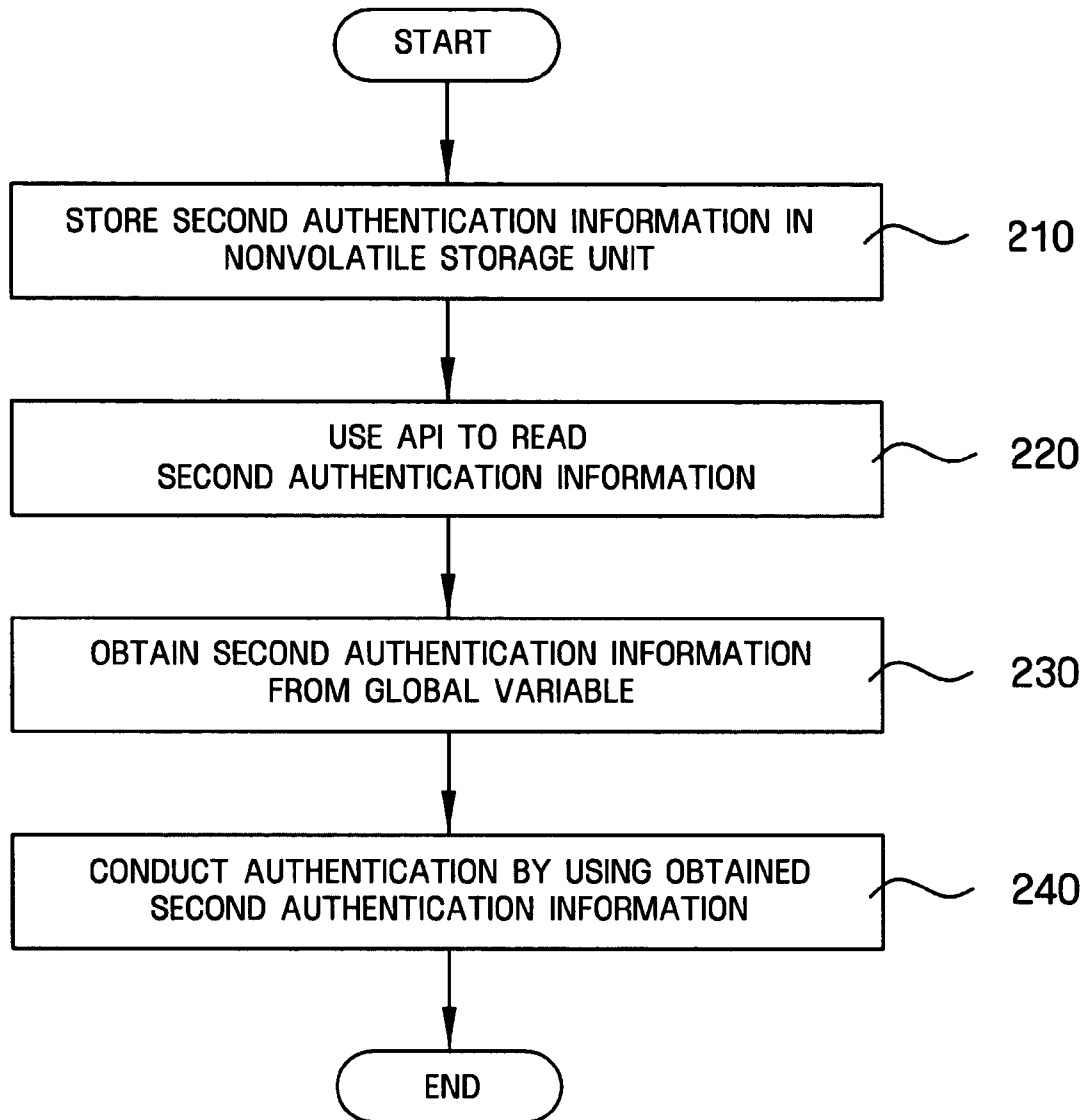 START
STORE SECOND AUTHENTICATION INFORMATION IN
NONVOLATILE STORAGE UNIT
210
USE API TO READ
SECOND AUTHENTICATION INFORMATION
220
OBTAIN SECOND AUTHENTICATION INFORMATION
FROM GLOBAL VARIABLE
230
CONDUCT AUTHENTICATION BY USING OBTAINED
SECOND AUTHENTICATION INFORMATION
240
END